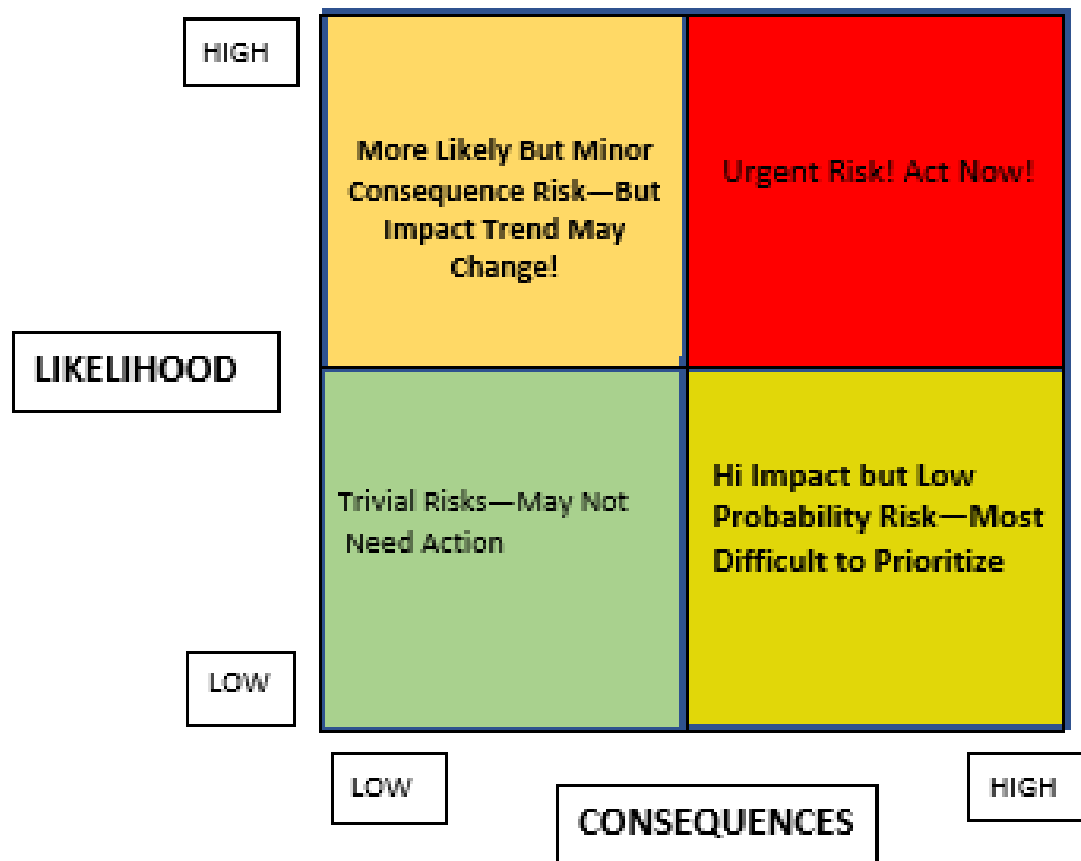 HIGH
More Likely But Minor
Consequence Risk—But
Impact Trend May
Change!
Urgent Risk! Act Now!
LIKELIHOOD
Trivial Risks—May Not
Need Action
Hi Impact but Low
Probability Risk—Most
Difficult to Prioritize
LOW
LOW
HIGH
CONSEQUENCES